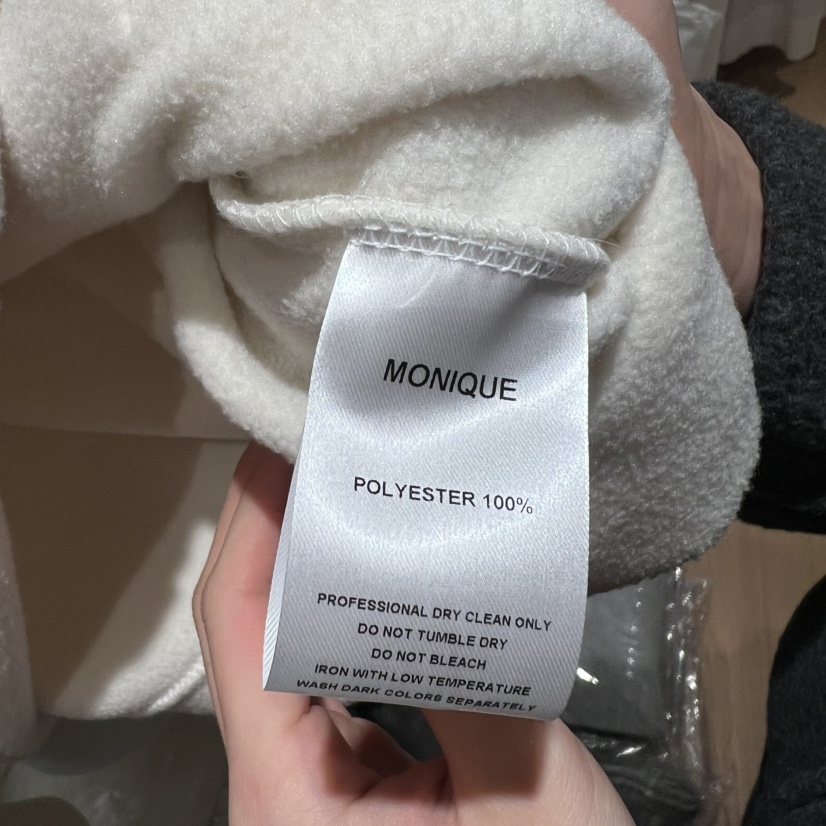 MONIQUE
POLYESTER 100%
PROFESSIONAL DRY CLEAN ONLY
DO NOT TUMBLE DRY
DO NOT BLEACH
IRON WITH LOW TEMPERATURE
WASH DARK COLORS SEPARATELY